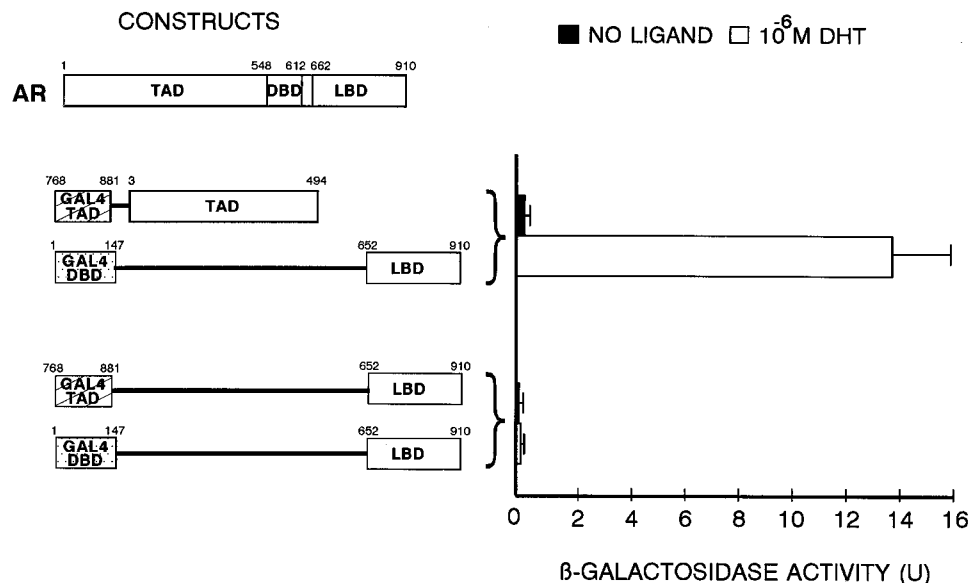 CONSTRUCTS
■ NO LIGAND □ 10⁻⁶M DHT
1 548 612 662 910
AR TAD DBD LBD
768 881 3 494
GAL4 TAD TAD
1 147 652 910
GAL4 DBD LBD
768 881 652 910
GAL4 TAD LBD
1 147 652 910
GAL4 DBD LBD
0 2 4 6 8 10 12 14 16
ß-GALACTOSIDASE ACTIVITY (U)